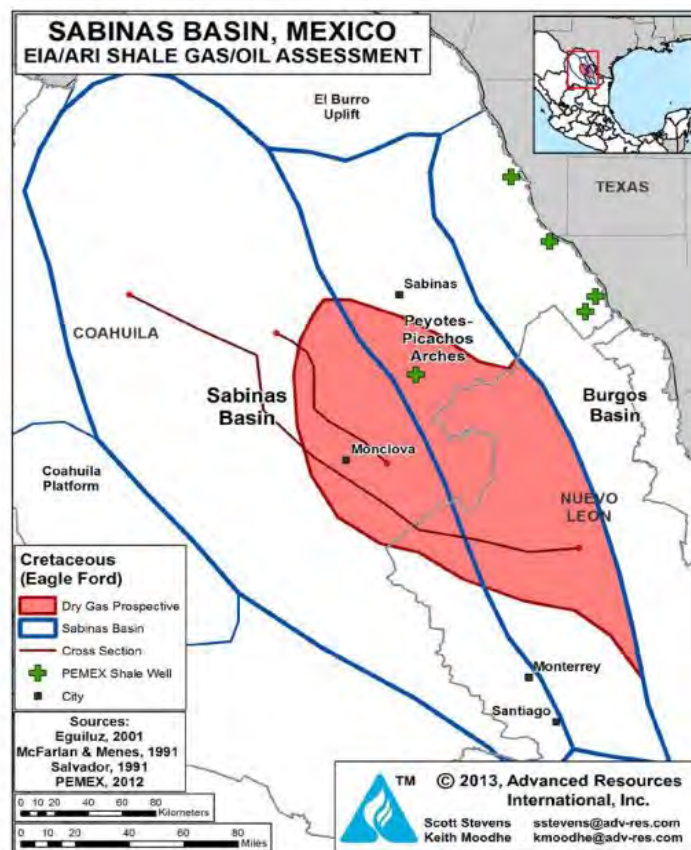 SABINAS BASIN, MEXICO
EIA/ARI SHALE GAS/OIL ASSESSMENT
El Burro
Uplift
TEXAS
Sabinas
COAHUILA
Peyotes-
Picachos
Arches
Sabinas
Basin
Burgos
Basin
Monclova
Coahuila
Platform
NUEVO
LEON
Cretaceous
(Eagle Ford)
Dry Gas Prospective
Sabinas Basin
Cross Section
PEMEX Shale Well
City
Monterrey
Santiago
Sources:
Eguiluz, 2001
McFarlan & Menes, 1991
Salvador, 1991
PEMEX, 2012
0 10 20 40 60 80
Kilometers
0 10 20 40 60 80
Miles
TM
© 2013, Advanced Resources
International, Inc.
Scott Stevens sstevens@adv-res.com
Keith Moodhe kmoodhe@adv-res.com